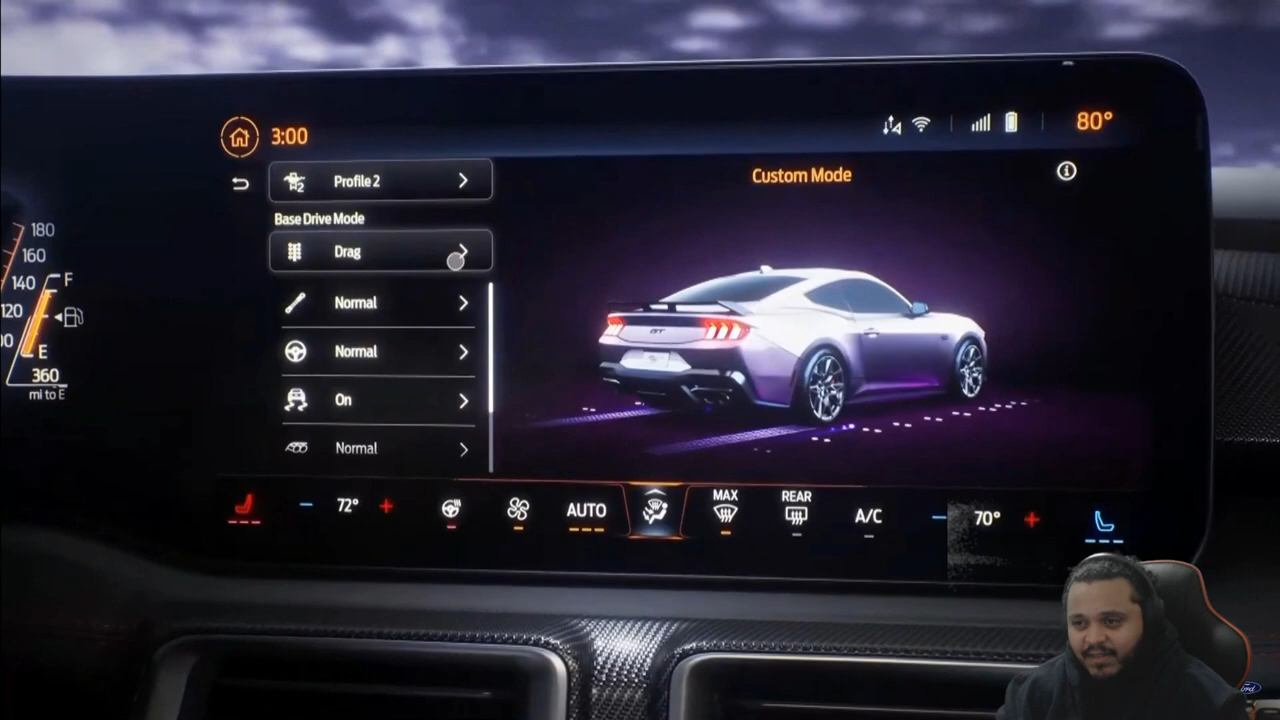 3:00
80°
Profile 2
Custom Mode
Base Drive Mode
Drag
Normal
Normal
On
Normal
180
160
140
120
F
E
360
mi to E
72°
AUTO
MAX
REAR
A/C
70°
GT